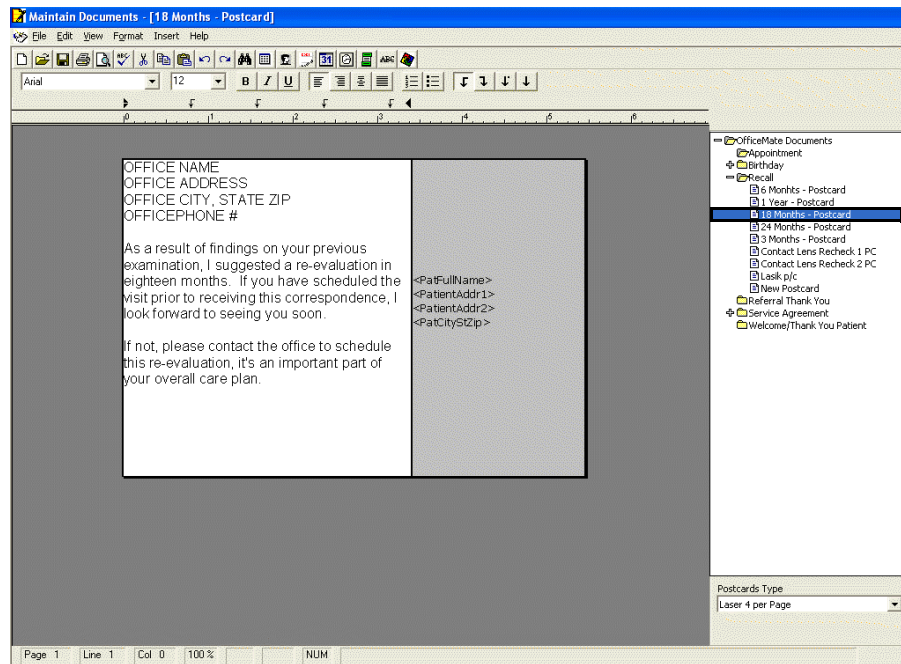 Maintain Documents - [18 Months - Postcard]
File Edit View Format Insert Help
Arial 12 B I U
0 1 2 3 4 5 6
OFFICE NAME
OFFICE ADDRESS
OFFICE CITY, STATE ZIP
OFFICEPHONE #
As a result of findings on your previous
examination, I suggested a re-evaluation in
eighteen months.  If you have scheduled the
visit prior to receiving this correspondence, I
look forward to seeing you soon.
If not, please contact the office to schedule
this re-evaluation, it's an important part of
your overall care plan.
<PatFullName>
<PatientAddr1>
<PatientAddr2>
<PatCityStZip>
OfficeMate Documents
Appointment
Birthday
Recall
6 Monhts - Postcard
1 Year - Postcard
18 Months - Postcard
24 Months - Postcard
3 Months - Postcard
Contact Lens Recheck 1 PC
Contact Lens Recheck 2 PC
Lasik p/c
New Postcard
Referral Thank You
Service Agreement
Welcome/Thank You Patient
Postcards Type
Laser 4 per Page
Page 1 Line 1 Col 0 100 % NUM